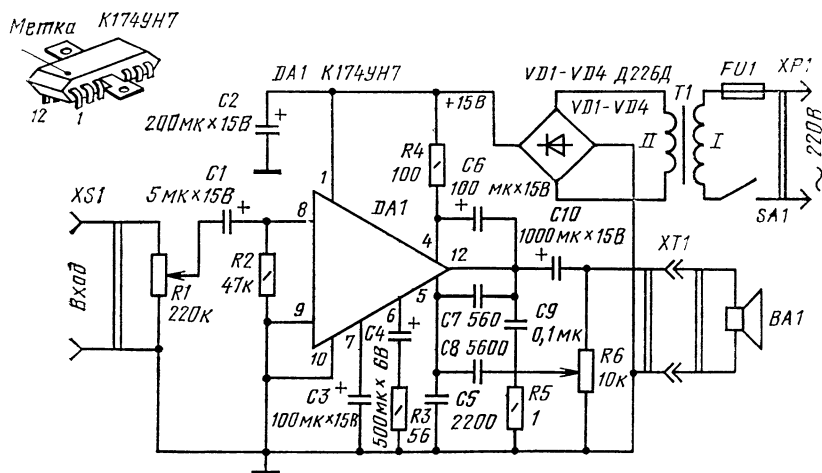 Метка
К174УН7
12
1
DA1 К174УН7
VD1-VD4 Д226Д
FU1
XP1
C2
200мк×15В
+15В
VD1-VD4
T1
II
I
~220В
SA1
R4
100
C6
100 мк×15В
C1
5мк×15В
XS1
Вход
R1
220к
R2
47к
1
8
DA1
4
12
5
9
10
7
6
C10
1000мк×15В
XT1
BA1
C7 560
C9
0,1мк
C8 5600
R6
10к
C4
500мк×6В
C3
100мк×15В
R3
56
C5
2200
R5
1